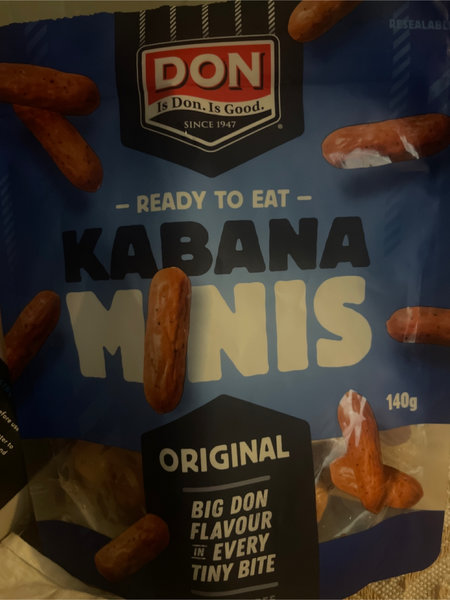 RESEALABLE
DON
Is Don. Is Good.
SINCE 1947
®
– READY TO EAT –
KABANA
MINIS
140g
ORIGINAL
BIG DON
FLAVOUR
IN EVERY
TINY BITE